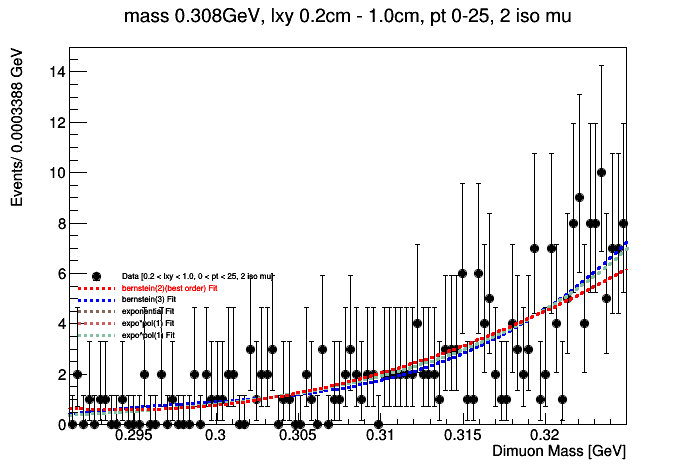 mass 0.308GeV, lxy 0.2cm - 1.0cm, pt 0-25, 2 iso mu
Events/ 0.0003388 GeV
14
12
10
8
6
4
2
0
Data [0.2 < lxy < 1.0, 0 < pt < 25, 2 iso mu]
bernstein(2)(best order) Fit
bernstein(3) Fit
exponential Fit
expo*pol(1) Fit
expo*pol(1) Fit
0.295
0.3
0.305
0.31
0.315
0.32
Dimuon Mass [GeV]